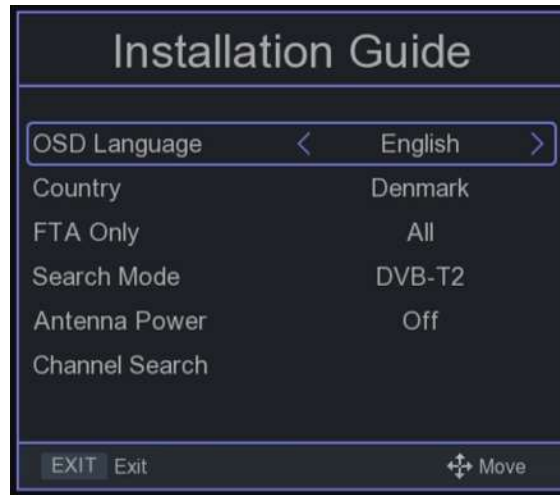 Installation Guide
OSD Language < English >
Country Denmark
FTA Only All
Search Mode DVB-T2
Antenna Power Off
Channel Search
EXIT Exit Move